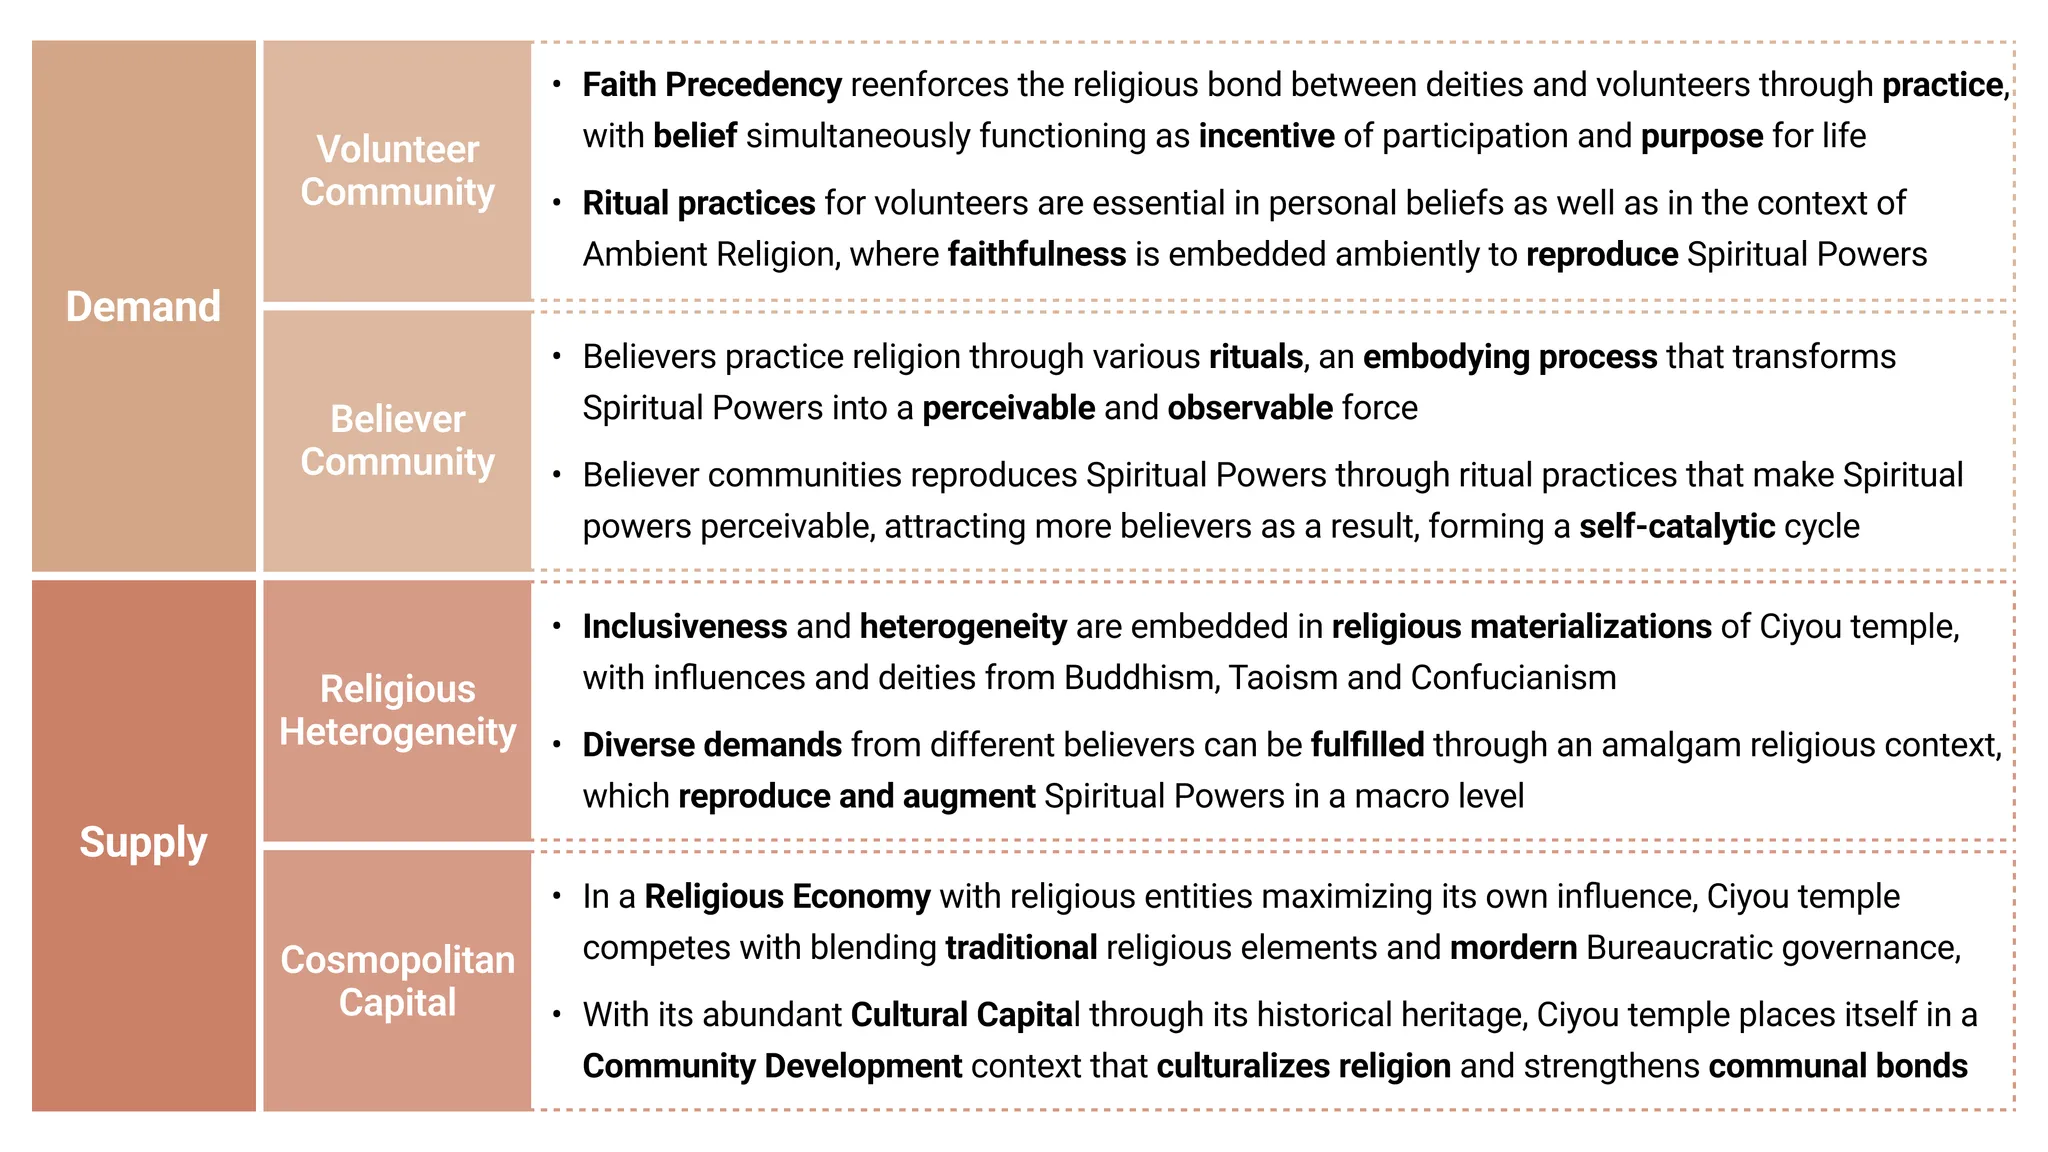 Demand
Volunteer
Community
• Faith Precedency reenforces the religious bond between deities and volunteers through practice,
with belief simultaneously functioning as incentive of participation and purpose for life
• Ritual practices for volunteers are essential in personal beliefs as well as in the context of
Ambient Religion, where faithfulness is embedded ambiently to reproduce Spiritual Powers
Believer
Community
• Believers practice religion through various rituals, an embodying process that transforms
Spiritual Powers into a perceivable and observable force
• Believer communities reproduces Spiritual Powers through ritual practices that make Spiritual
powers perceivable, attracting more believers as a result, forming a self-catalytic cycle
Supply
Religious
Heterogeneity
• Inclusiveness and heterogeneity are embedded in religious materializations of Ciyou temple,
with influences and deities from Buddhism, Taoism and Confucianism
• Diverse demands from different believers can be fulfilled through an amalgam religious context,
which reproduce and augment Spiritual Powers in a macro level
Cosmopolitan
Capital
• In a Religious Economy with religious entities maximizing its own influence, Ciyou temple
competes with blending traditional religious elements and mordern Bureaucratic governance,
• With its abundant Cultural Capital through its historical heritage, Ciyou temple places itself in a
Community Development context that culturalizes religion and strengthens communal bonds